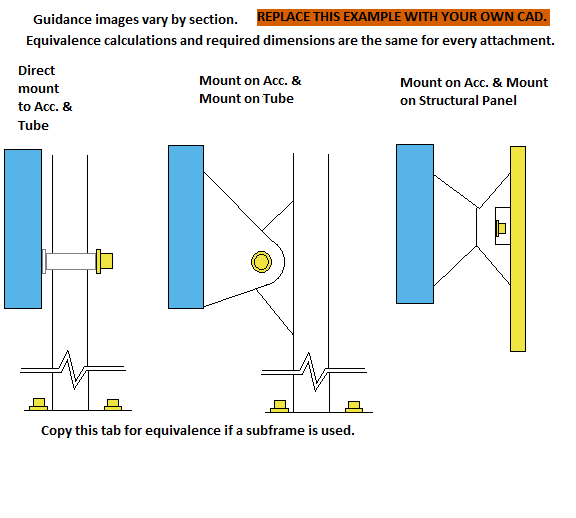 Guidance images vary by section. REPLACE THIS EXAMPLE WITH YOUR OWN CAD.
Equivalence calculations and required dimensions are the same for every attachment.
Direct
mount
to Acc. &
Tube
Mount on Acc. &
Mount on Tube
Mount on Acc. & Mount
on Structural Panel
Copy this tab for equivalence if a subframe is used.